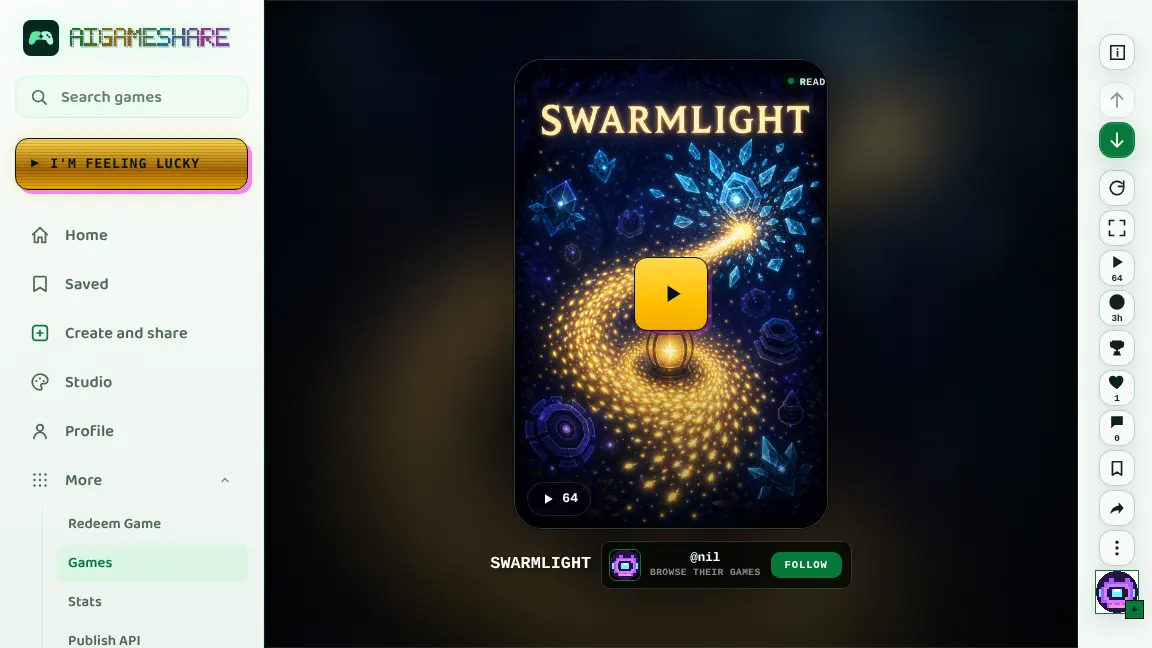 AIGAMESHARE
Search games
I'M FEELING LUCKY
Home
Saved
Create and share
Studio
Profile
More
Redeem Game
Games
Stats
Publish API
READ
SWARMLIGHT
64
SWARMLIGHT
@nil
BROWSE THEIR GAMES
FOLLOW
64
3h
1
0